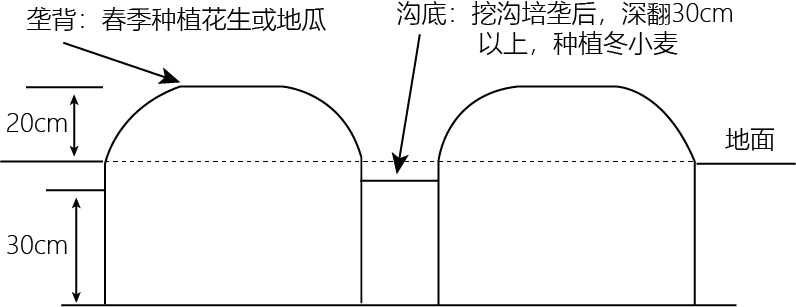 垄背：春季种植花生或地瓜
沟底：挖沟培垄后，深翻30cm
以上，种植冬小麦
20cm
地面
30cm